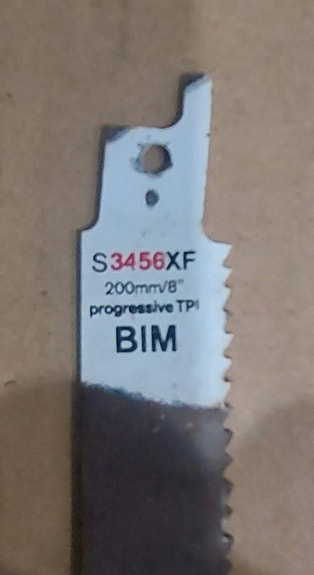 S3456XF
200mm/8"
progressive TPI
BIM